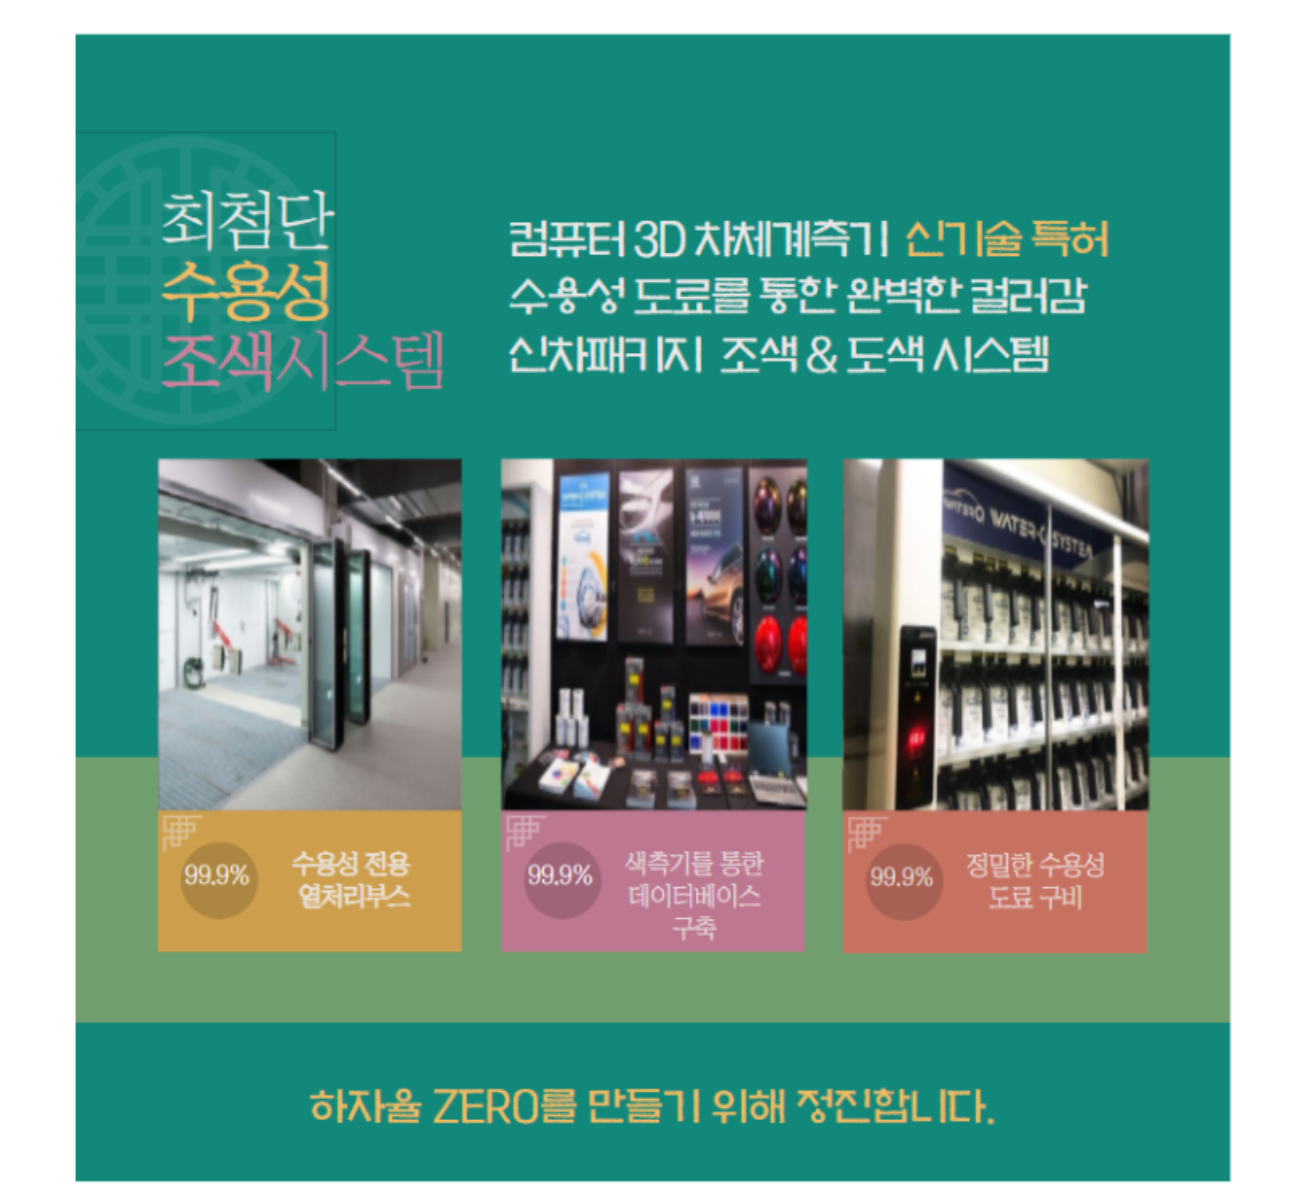 최첨단
수용성
조색시스템
컴퓨터 3D 차체계측기 신기술 특허
수용성 도료를 통한 완벽한 컬러감
신차패키지 조색 & 도색 시스템
WATERQ WATER-Q SYSTEM
99.9%
수용성 전용
열처리부스
99.9%
색측기를 통한
데이터베이스
구축
99.9%
정밀한 수용성
도료 구비
하자율 ZERO를 만들기 위해 정진합니다.